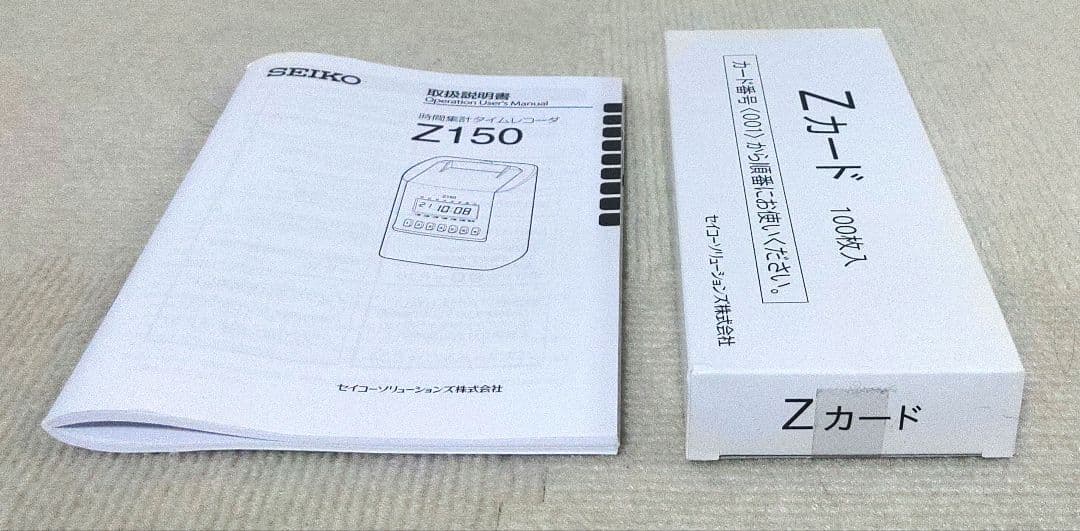 SEIKO
取扱説明書
Operation User's Manual
時間集計タイムレコーダ
Z150
21 10:08
セイコーソリューションズ株式会社
Zカード 100枚入
カード番号〈001〉から順番にお使いください。
セイコーソリューションズ株式会社
Zカード